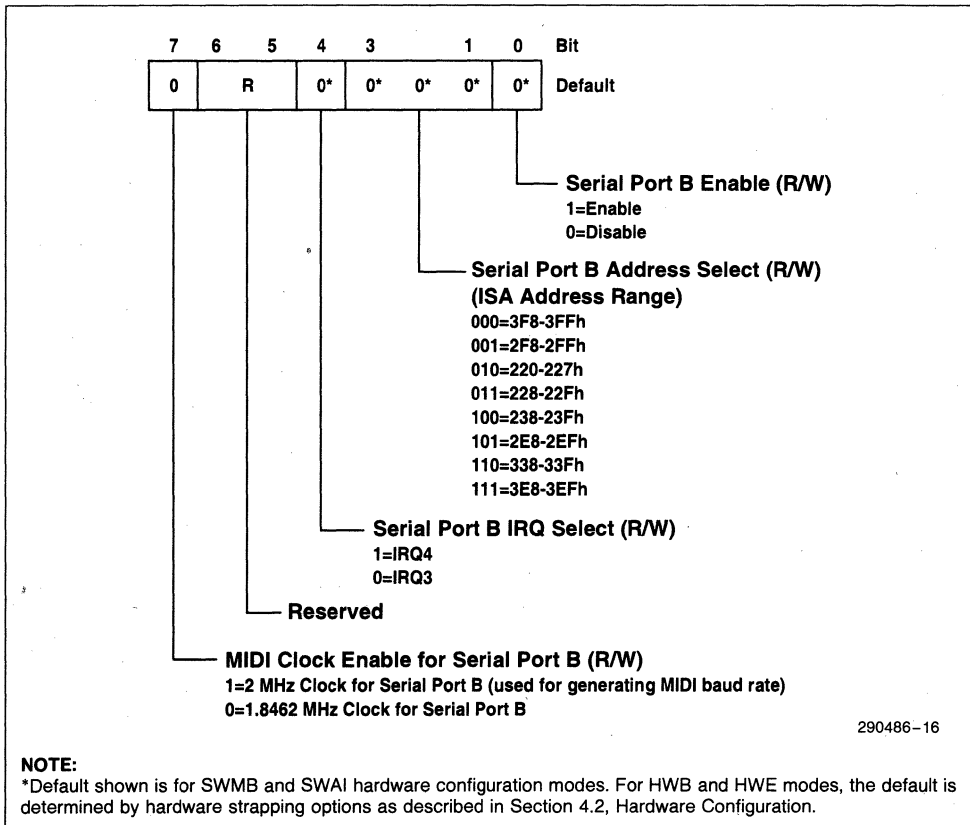 7 6 5 4 3 1 0 Bit
0 R 0* 0* 0* 0* 0* Default
Serial Port B Enable (R/W)
1=Enable
0=Disable
Serial Port B Address Select (R/W)
(ISA Address Range)
000=3F8-3FFh
001=2F8-2FFh
010=220-227h
011=228-22Fh
100=238-23Fh
101=2E8-2EFh
110=338-33Fh
111=3E8-3EFh
Serial Port B IRQ Select (R/W)
1=IRQ4
0=IRQ3
Reserved
MIDI Clock Enable for Serial Port B (R/W)
1=2 MHz Clock for Serial Port B (used for generating MIDI baud rate)
0=1.8462 MHz Clock for Serial Port B
290486–16
NOTE:
*Default shown is for SWMB and SWAI hardware configuration modes. For HWB and HWE modes, the default is
determined by hardware strapping options as described in Section 4.2, Hardware Configuration.